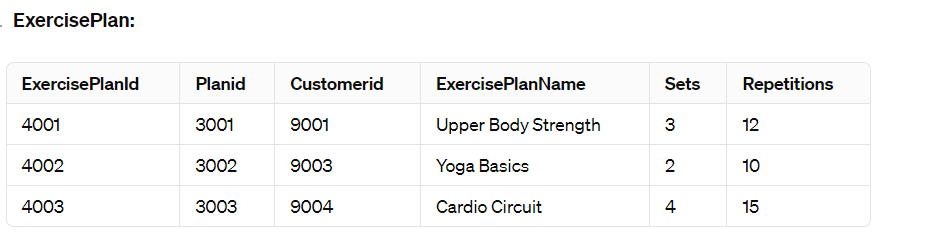 ExercisePlan:
ExercisePlanId Planid Customerid ExercisePlanName Sets Repetitions
4001 3001 9001 Upper Body Strength 3 12
4002 3002 9003 Yoga Basics 2 10
4003 3003 9004 Cardio Circuit 4 15